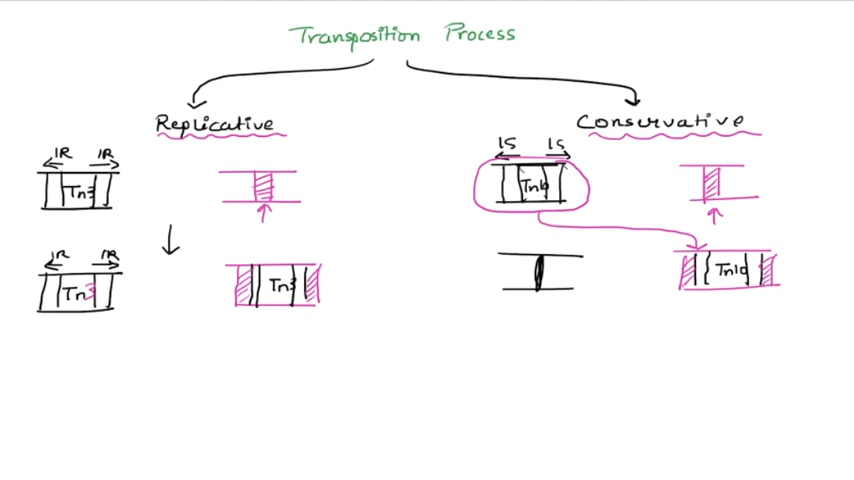 Transposition Process
Replicative
Conservative
IR IR
Tn3
IS IS
Tn10
IR IR
Tn3
Tn3
Tn10